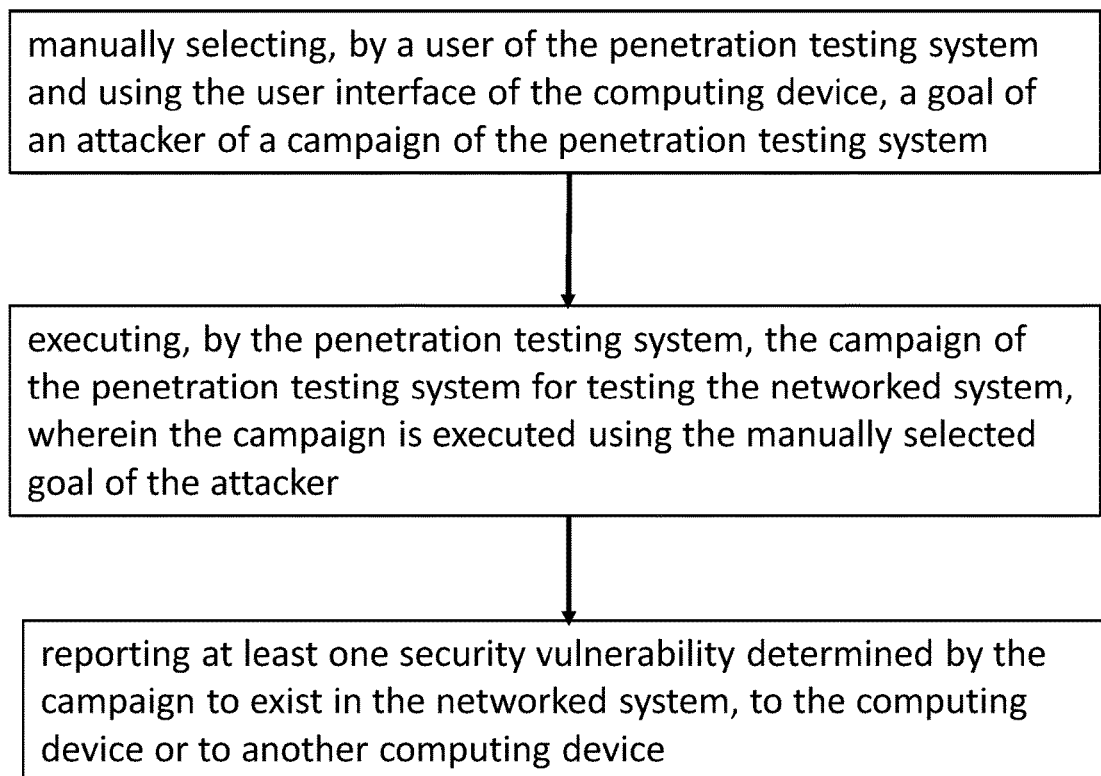 manually selecting, by a user of the penetration testing system
and using the user interface of the computing device, a goal of
an attacker of a campaign of the penetration testing system
executing, by the penetration testing system, the campaign of
the penetration testing system for testing the networked system,
wherein the campaign is executed using the manually selected
goal of the attacker
reporting at least one security vulnerability determined by the
campaign to exist in the networked system, to the computing
device or to another computing device